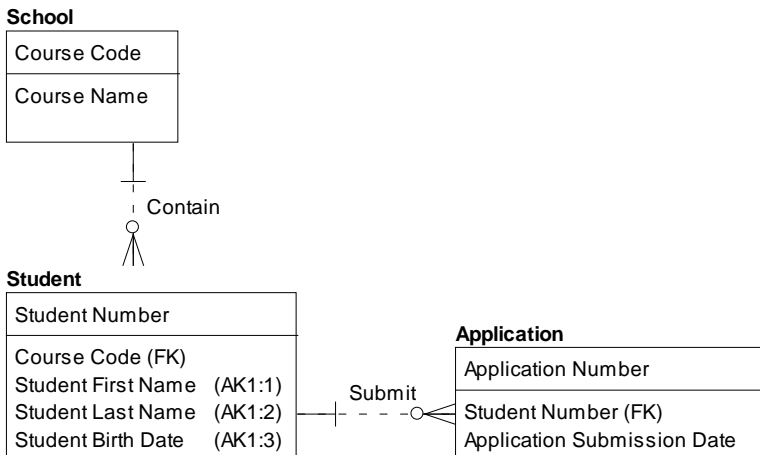 School
Course Code
Course Name
Contain
Student
Student Number
Course Code (FK)
Student First Name (AK1:1)
Student Last Name (AK1:2)
Student Birth Date (AK1:3)
Submit
Application
Application Number
Student Number (FK)
Application Submission Date